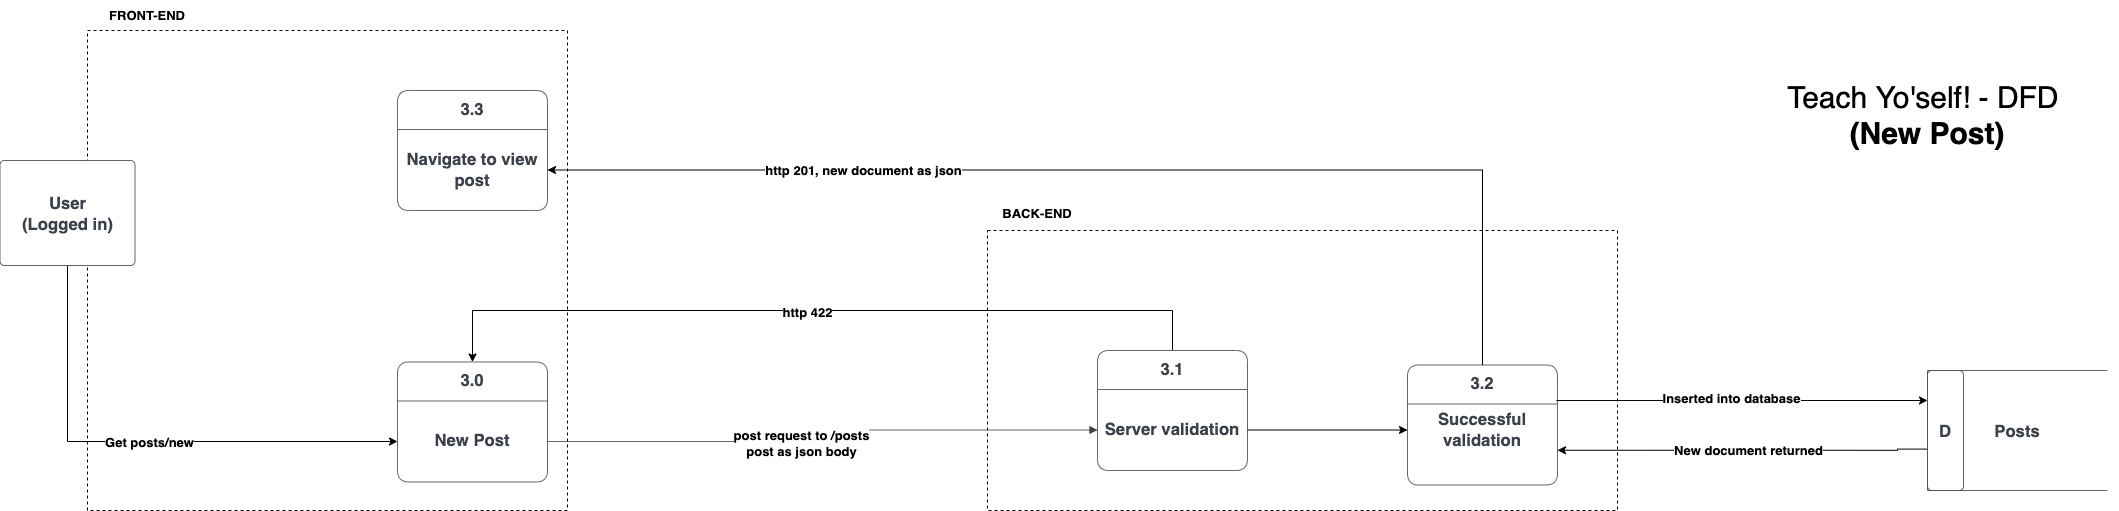 FRONT-END
Teach Yo'self! - DFD
(New Post)
3.3
Navigate to view
post
http 201, new document as json
User
(Logged in)
BACK-END
http 422
3.0
New Post
Get posts/new
post request to /posts
post as json body
3.1
Server validation
3.2
Successful
validation
Inserted into database
New document returned
D
Posts